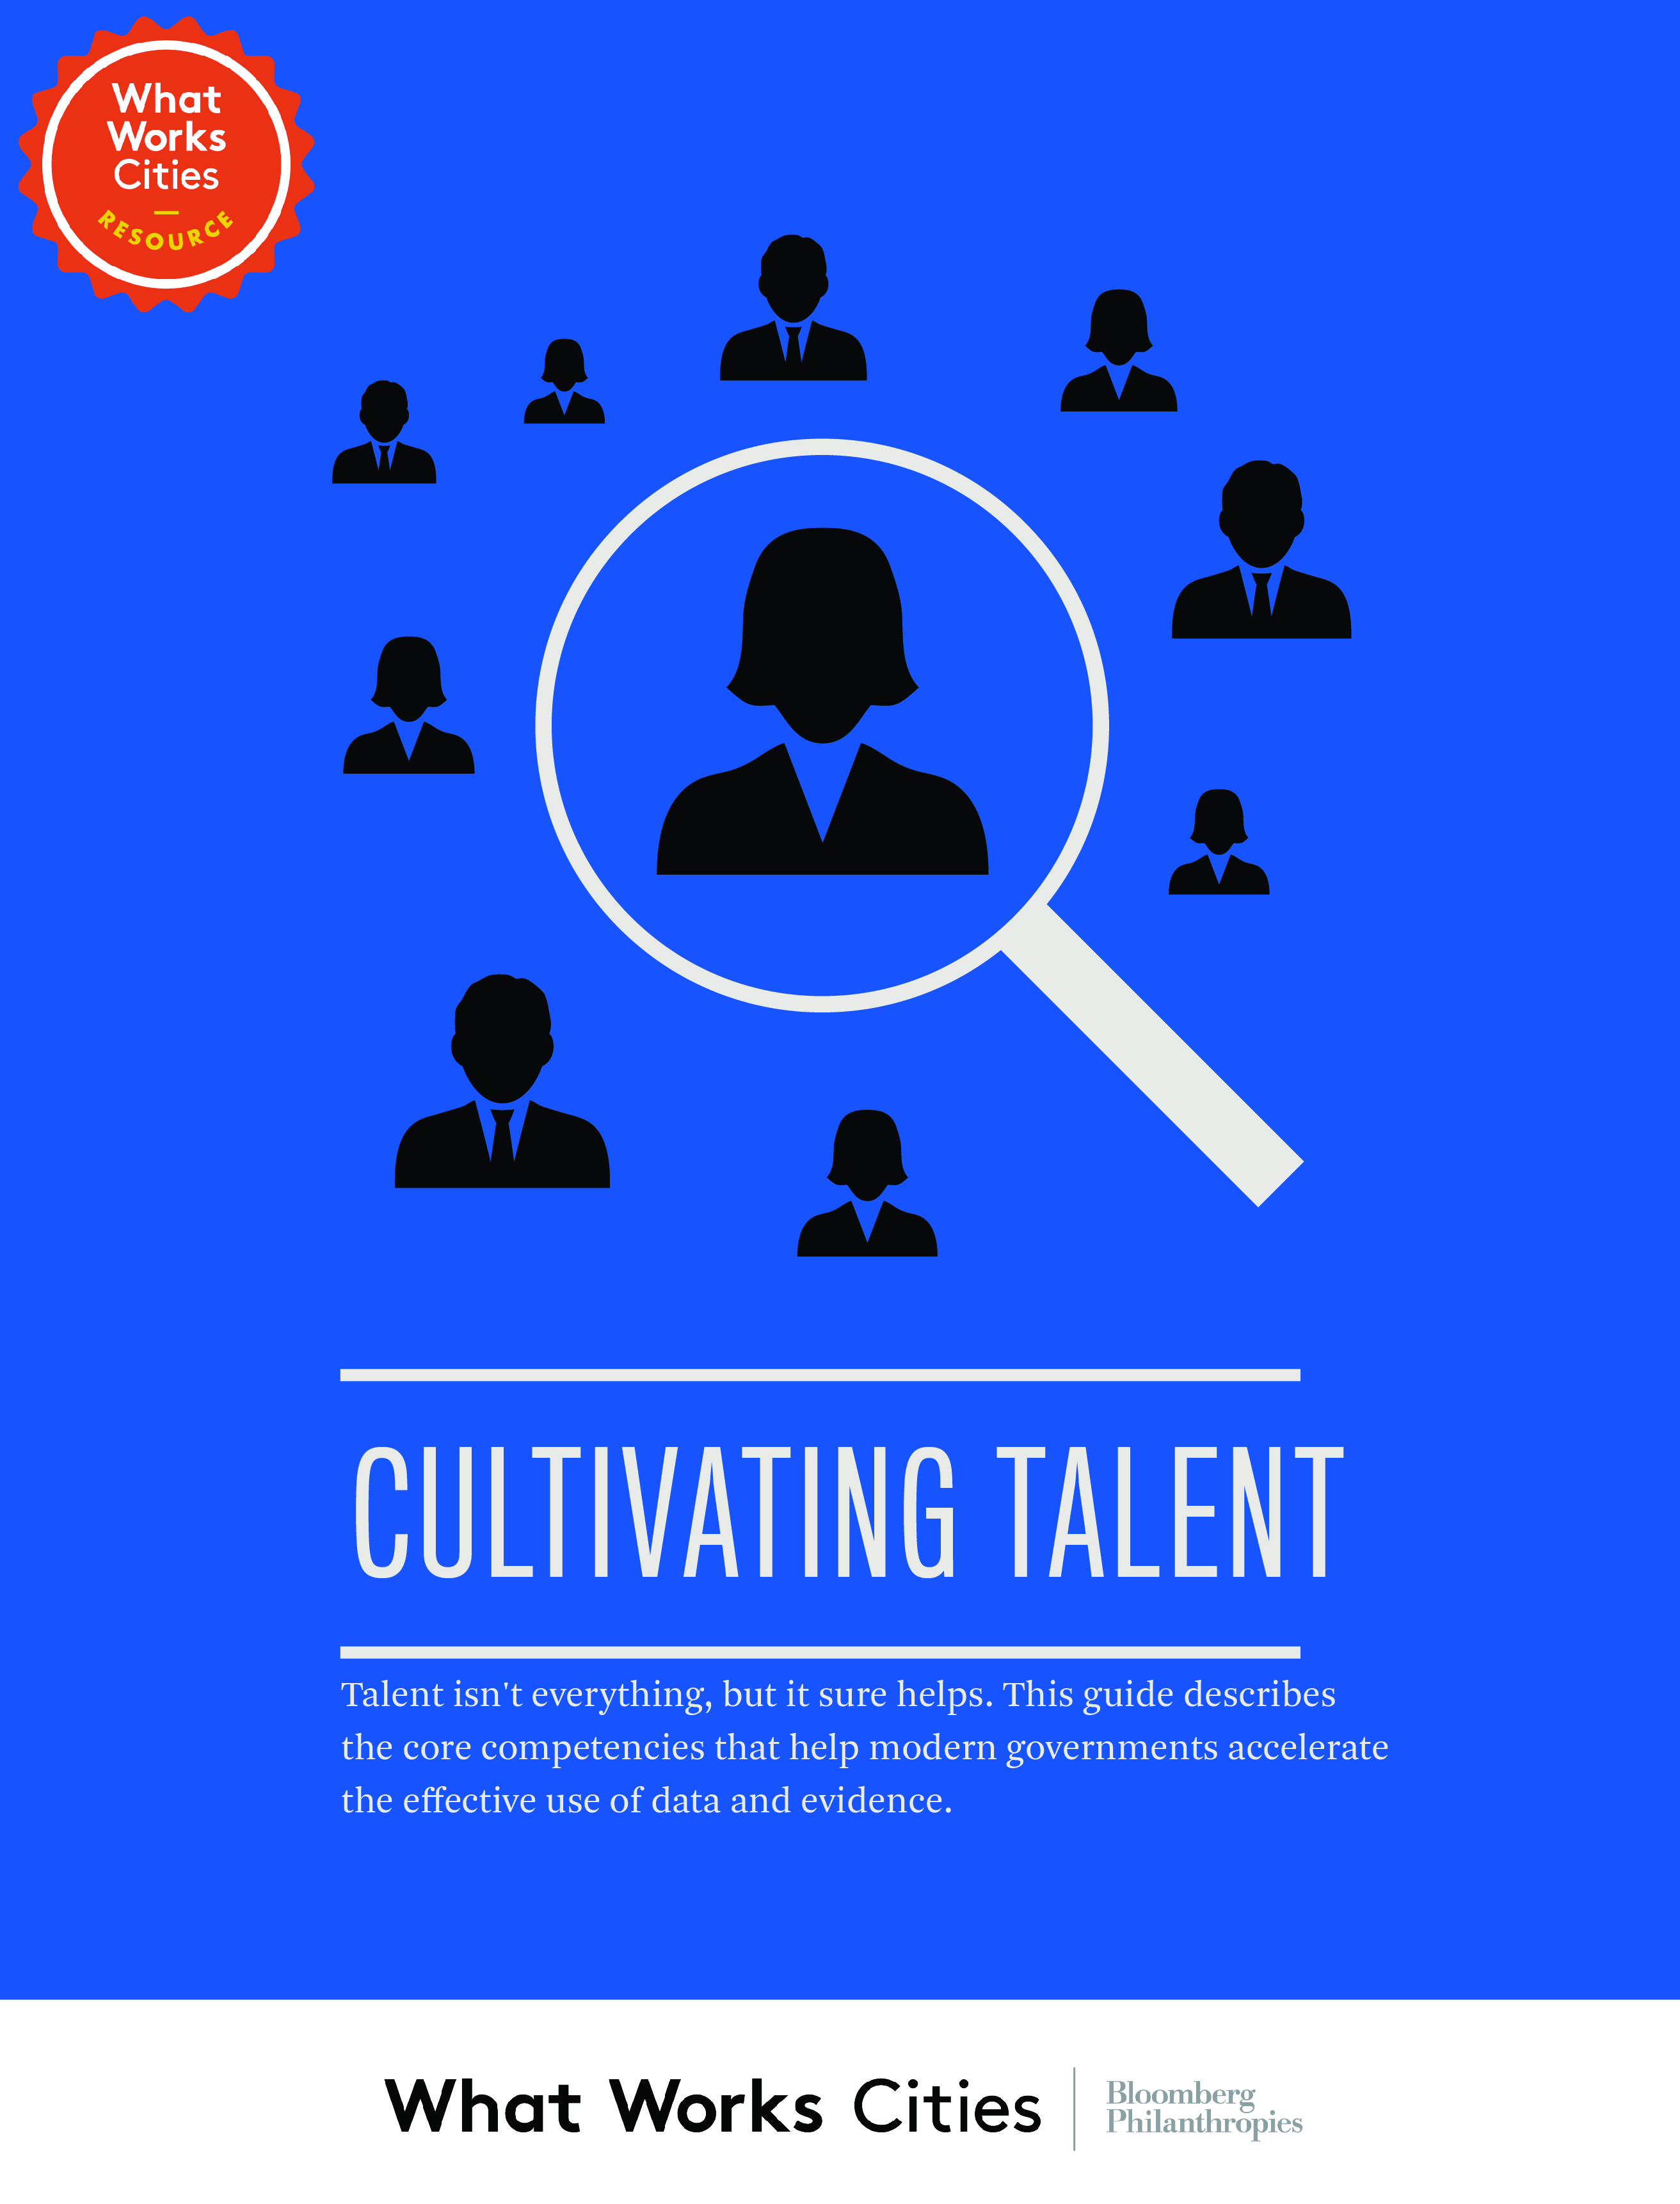 What
Works
Cities
RESOURCE
CULTIVATING TALENT
Talent isn't everything, but it sure helps. This guide describes
the core competencies that help modern governments accelerate
the effective use of data and evidence.
What Works Cities
Bloomberg
Philanthropies